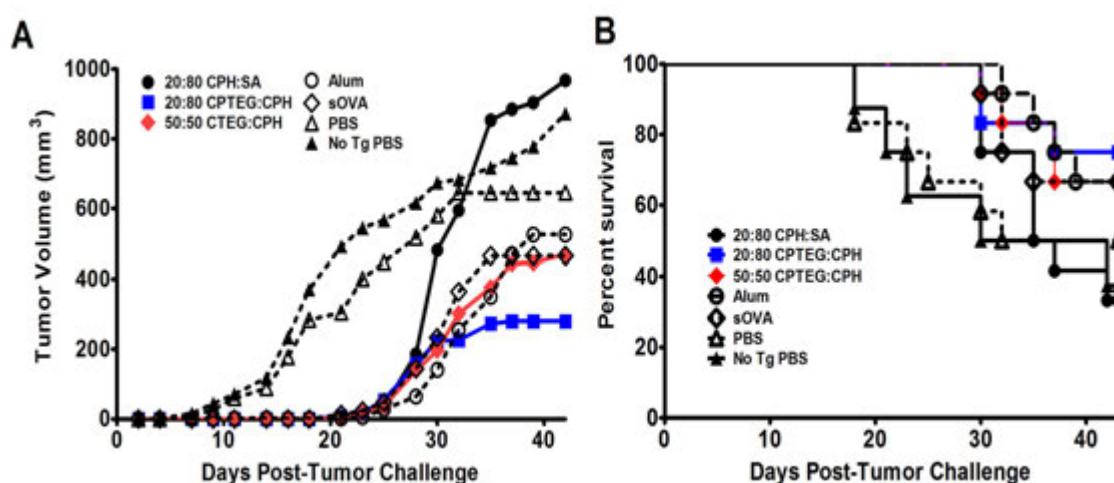 A
Tumor Volume (mm3)
1000
800
600
400
200
0
20:80 CPH:SA
20:80 CPTEG:CPH
50:50 CTEG:CPH
Alum
sOVA
PBS
No Tg PBS
0 10 20 30 40
Days Post-Tumor Challenge
B
Percent survival
100
80
60
40
20
0
20:80 CPH:SA
20:80 CPTEG:CPH
50:50 CPTEG:CPH
Alum
sOVA
PBS
No Tg PBS
0 10 20 30 40
Days Post-Tumor Challenge